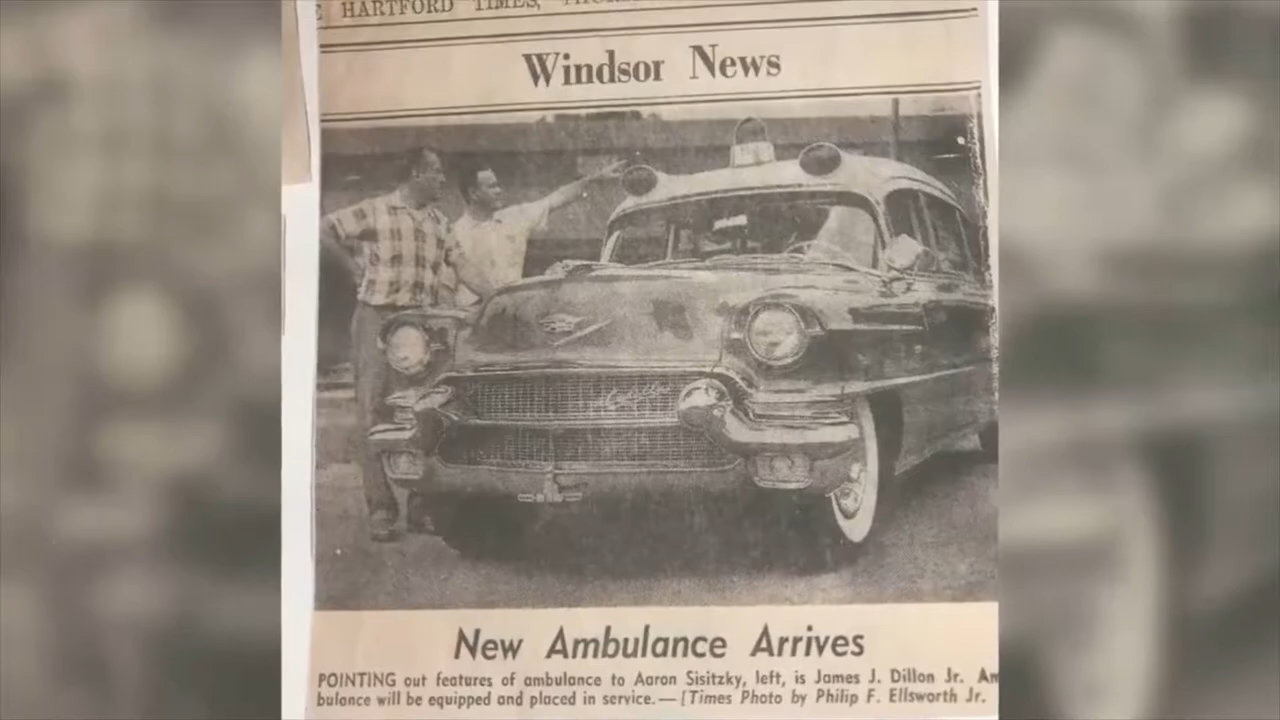 HARTFORD TIMES,
Windsor News
Cadillac
New Ambulance Arrives
POINTING out features of ambulance to Aaron Sisitzky, left, is James J. Dillon Jr. Am
bulance will be equipped and placed in service.—[Times Photo by Philip F. Ellsworth Jr.